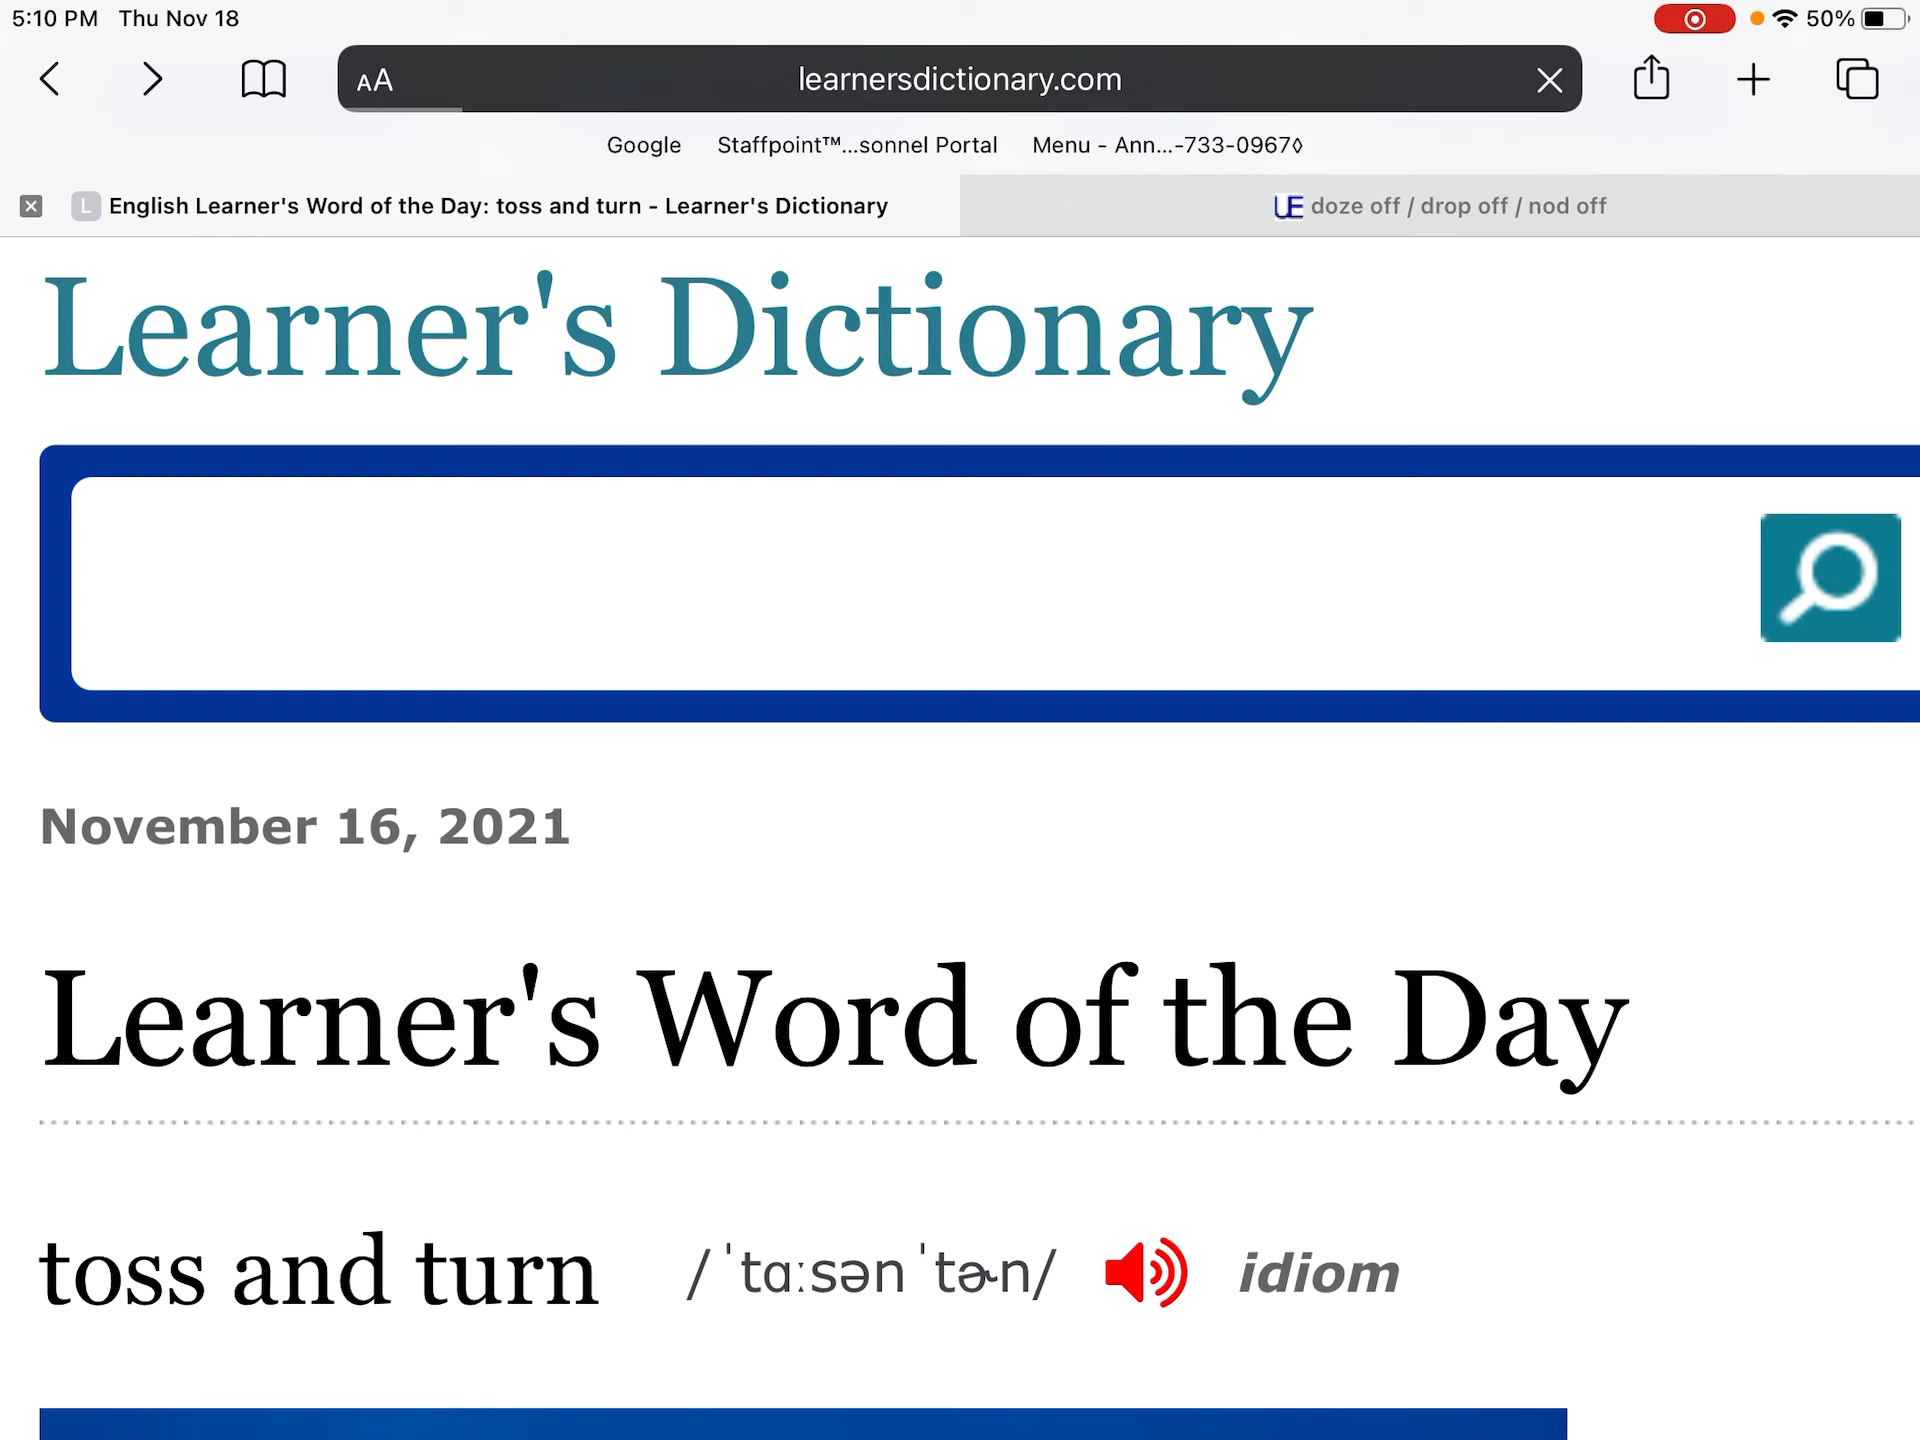 5:10 PM Thu Nov 18 50%
AA learnersdictionary.com
Google Staffpoint™...sonnel Portal Menu - Ann...-733-0967◊
L English Learner's Word of the Day: toss and turn - Learner's Dictionary UE doze off / drop off / nod off
Learner's Dictionary
November 16, 2021
Learner's Word of the Day
toss and turn /ˈtɑːsənˈtɚn/ idiom